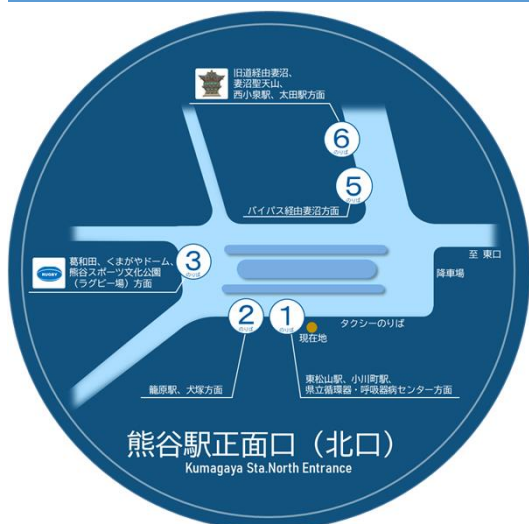 旧道経由妻沼、
妻沼聖天山、
西小泉駅、太田駅方面
6
のりば
5
のりば
バイパス経由妻沼方面
至 東口
RUGBY
葛和田、くまがやドーム、
熊谷スポーツ文化公園
（ラグビー場）方面
3
のりば
降車場
2
のりば
1
のりば
タクシーのりば
現在地
籠原駅、犬塚方面
東松山駅、小川町駅、
県立循環器・呼吸器病センター方面
熊谷駅正面口（北口）
Kumagaya Sta.North Entrance